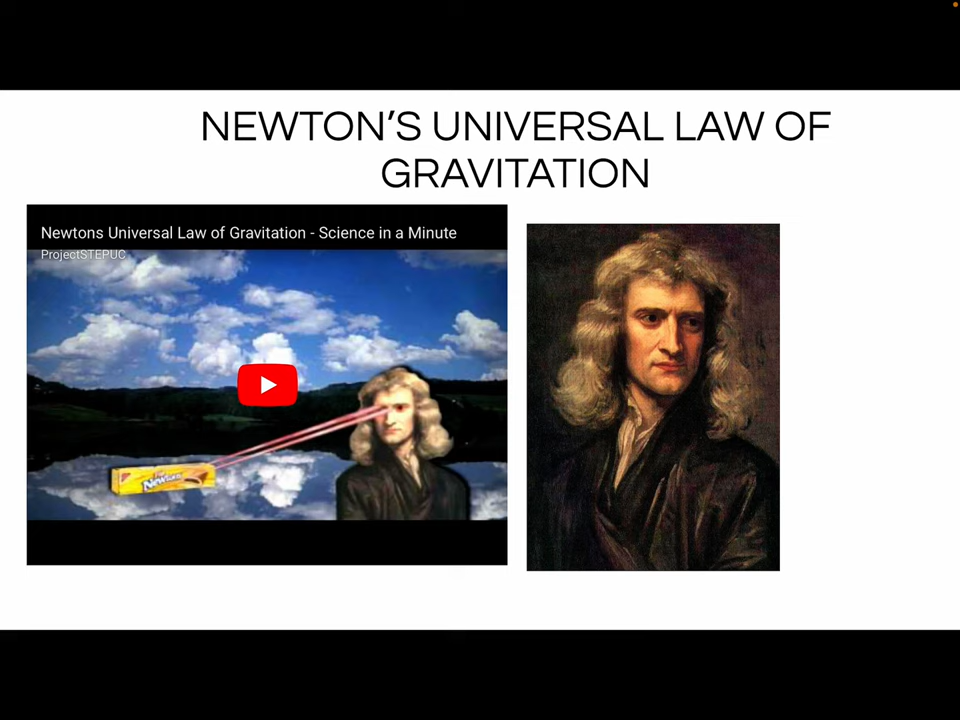 NEWTON’S UNIVERSAL LAW OF
GRAVITATION
Newtons Universal Law of Gravitation - Science in a Minute
ProjectSTEPUC
Newtons